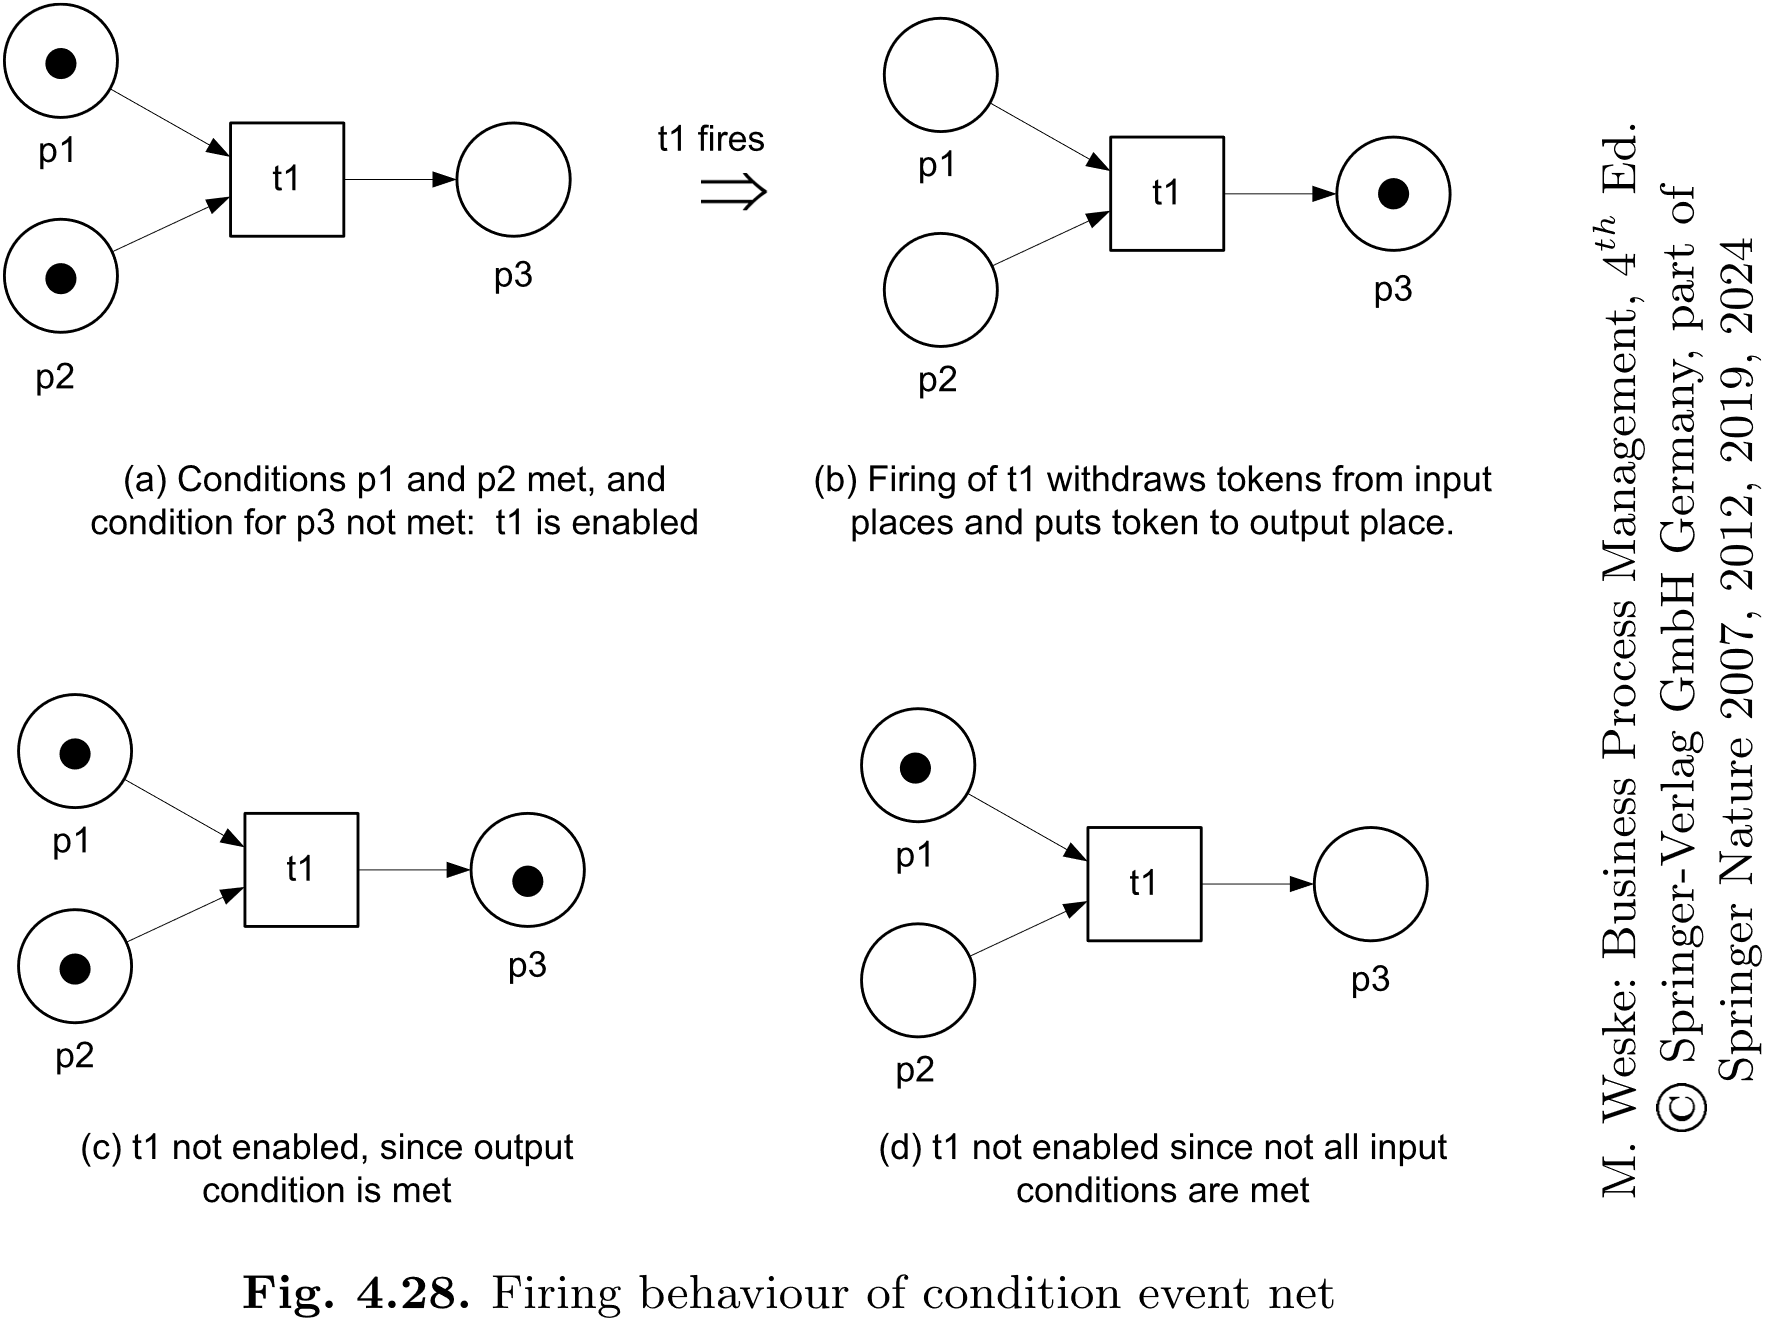 p1
t1
p3
p2
t1 fires
p1
t1
p3
p2
(a) Conditions p1 and p2 met, and
condition for p3 not met: t1 is enabled
(b) Firing of t1 withdraws tokens from input
places and puts token to output place.
p1
t1
p3
p2
(c) t1 not enabled, since output
condition is met
p1
t1
p3
p2
(d) t1 not enabled since not all input
conditions are met
Fig. 4.28. Firing behaviour of condition event net
M. Weske: Business Process Management, 4th Ed.
© Springer-Verlag GmbH Germany, part of
Springer Nature 2007, 2012, 2019, 2024